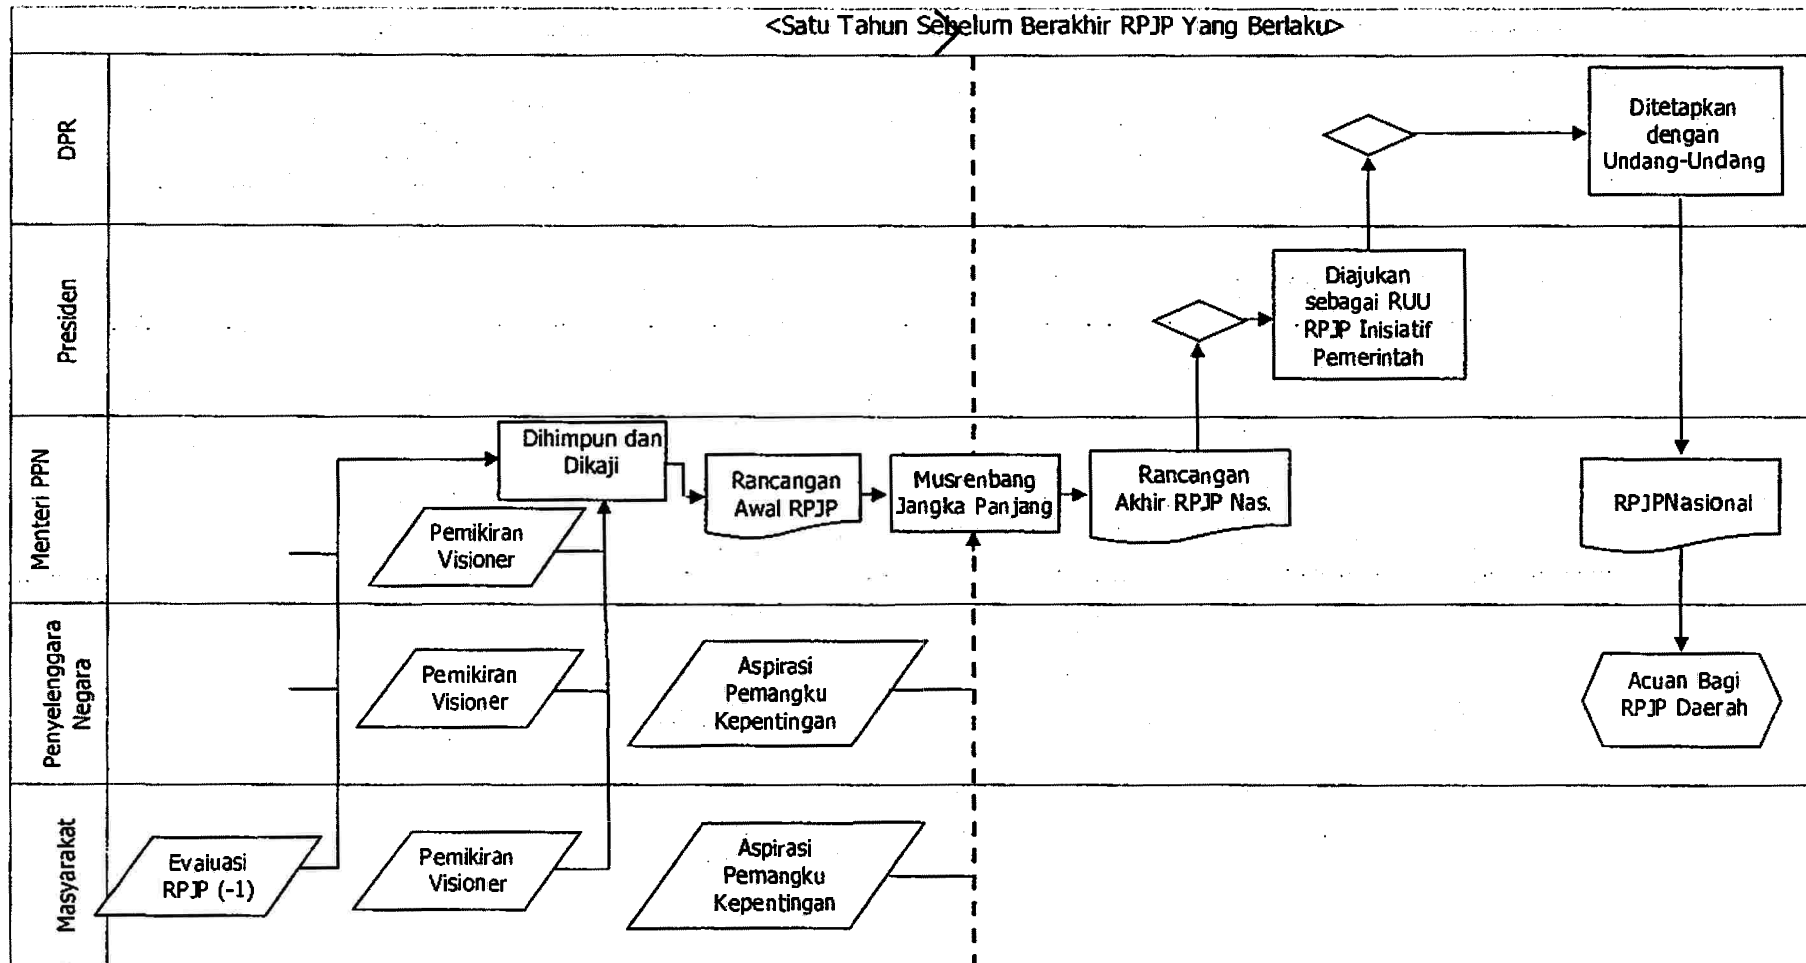 <Satu Tahun Sebelum Berakhir RPJP Yang Berlaku>
DPR
Ditetapkan
dengan
Undang-Undang
Presiden
Diajukan
sebagai RUU
RPJP Inisiatif
Pemerintah
Menteri PPN
Dihimpun dan
Dikaji
Rancangan
Awal RPJP
Musrenbang
Jangka Panjang
Rancangan
Akhir RPJP Nas.
RPJPNasional
Pemikiran
Visioner
Penyelenggara
Negara
Pemikiran
Visioner
Aspirasi
Pemangku
Kepentingan
Acuan Bagi
RPJP Daerah
Masyarakat
Evaluasi
RPJP (-1)
Pemikiran
Visioner
Aspirasi
Pemangku
Kepentingan